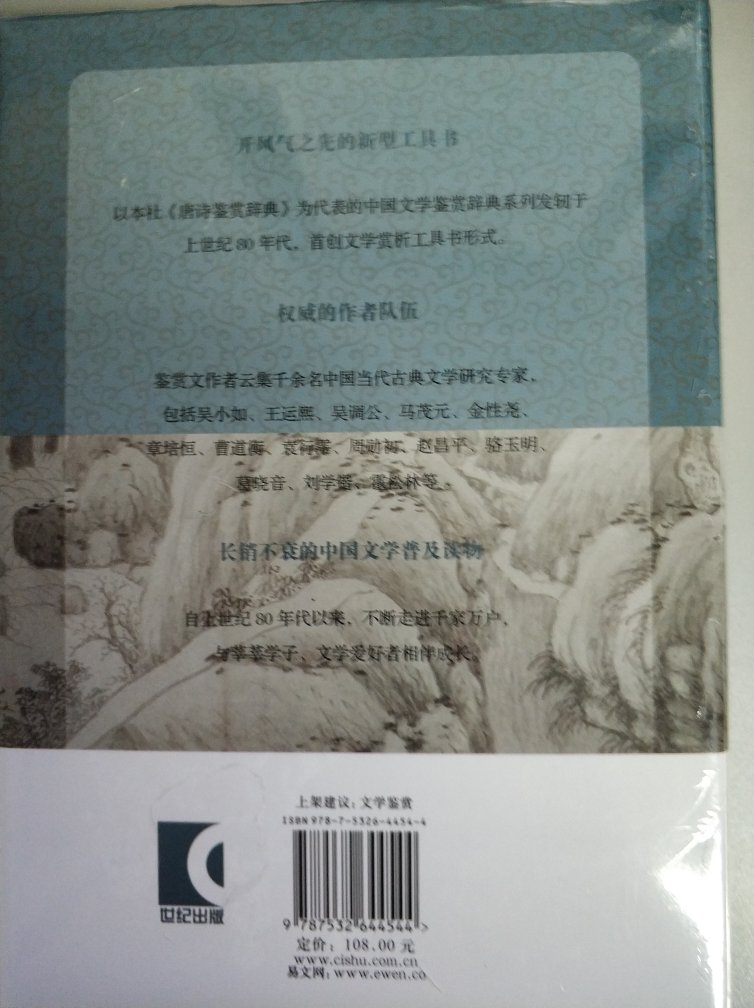 开风气之先的新型工具书
以本社《唐诗鉴赏辞典》为代表的中国文学鉴赏辞典系列发轫于
上世纪80年代，首创文学赏析工具书形式。
权威的作者队伍
鉴赏文作者云集千余名中国当代古典文学研究专家，
包括吴小如、王运熙、吴调公、马茂元、金性尧、
章培恒、曹道衡、袁行霈、周勋初、赵昌平、骆玉明、
葛晓音、刘学锴、霍松林等。
长销不衰的中国文学普及读物
自上世纪80年代以来，不断走进千家万户，
与莘莘学子、文学爱好者相伴成长。
上架建议：文学鉴赏
ISBN 978-7-5326-4454-4
9 787532 644544 >
定价：108.00元
www.cishu.com.cn
易文网：www.ewen.co
世纪出版